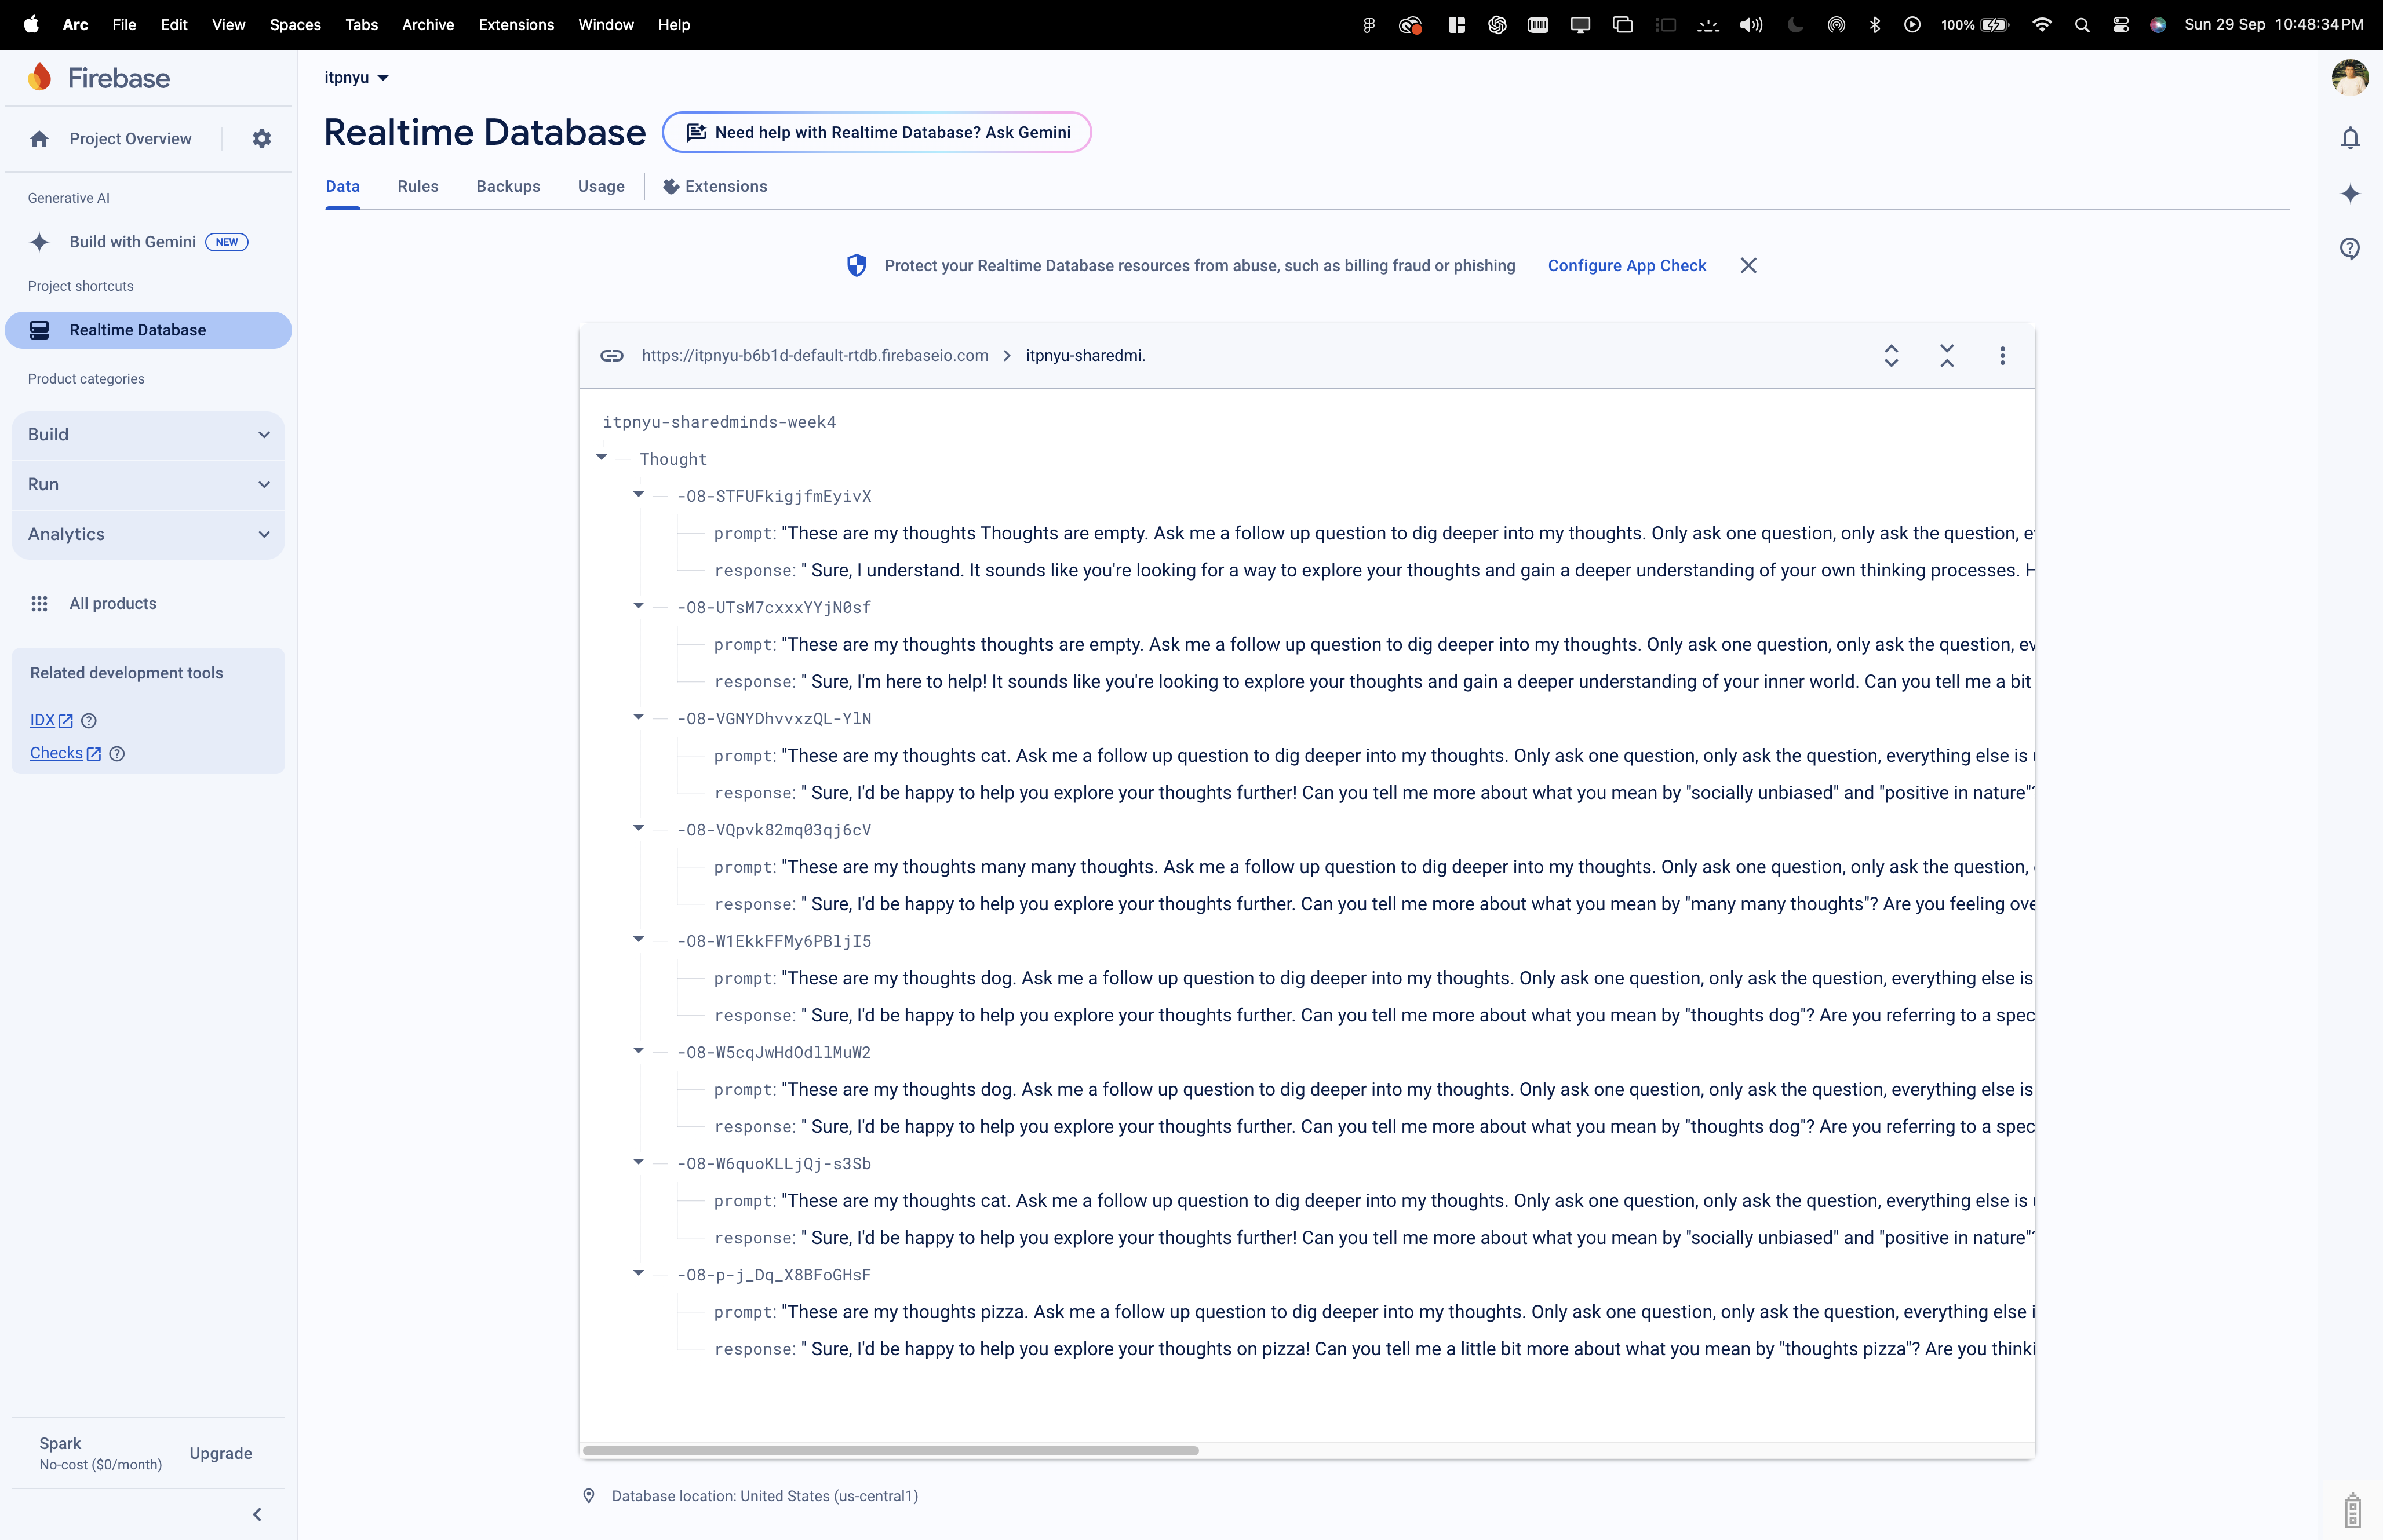 Arc File Edit View Spaces Tabs Archive Extensions Window Help 100% Sun 29 Sep 10:48:34 PM
Firebase
Project Overview
Generative AI
Build with Gemini NEW
Project shortcuts
Realtime Database
Product categories
Build
Run
Analytics
All products
Related development tools
IDX
Checks
Spark
No-cost ($0/month)
Upgrade
itpnyu
Realtime Database Need help with Realtime Database? Ask Gemini
Data Rules Backups Usage Extensions
Protect your Realtime Database resources from abuse, such as billing fraud or phishing Configure App Check
https://itpnyu-b6b1d-default-rtdb.firebaseio.com itpnyu-sharedmi.
itpnyu-sharedminds-week4
Thought
-O8-STFUFkigjfmEyivX
prompt: "These are my thoughts Thoughts are empty. Ask me a follow up question to dig deeper into my thoughts. Only ask one question, only ask the question, ev
response: " Sure, I understand. It sounds like you're looking for a way to explore your thoughts and gain a deeper understanding of your own thinking processes. H
-O8-UTsM7cxxxYYjN0sf
prompt: "These are my thoughts thoughts are empty. Ask me a follow up question to dig deeper into my thoughts. Only ask one question, only ask the question, ev
response: " Sure, I'm here to help! It sounds like you're looking to explore your thoughts and gain a deeper understanding of your inner world. Can you tell me a bit
-O8-VGNYDhvvxzQL-YlN
prompt: "These are my thoughts cat. Ask me a follow up question to dig deeper into my thoughts. Only ask one question, only ask the question, everything else is
response: " Sure, I'd be happy to help you explore your thoughts further! Can you tell me more about what you mean by "socially unbiased" and "positive in nature"?
-O8-VQpvk82mq03qj6cV
prompt: "These are my thoughts many many thoughts. Ask me a follow up question to dig deeper into my thoughts. Only ask one question, only ask the question,
response: " Sure, I'd be happy to help you explore your thoughts further. Can you tell me more about what you mean by "many many thoughts"? Are you feeling ove
-O8-W1EkkFFMy6PBljI5
prompt: "These are my thoughts dog. Ask me a follow up question to dig deeper into my thoughts. Only ask one question, only ask the question, everything else is
response: " Sure, I'd be happy to help you explore your thoughts further. Can you tell me more about what you mean by "thoughts dog"? Are you referring to a spec
-O8-W5cqJwHdOdllMuW2
prompt: "These are my thoughts dog. Ask me a follow up question to dig deeper into my thoughts. Only ask one question, only ask the question, everything else is
response: " Sure, I'd be happy to help you explore your thoughts further. Can you tell me more about what you mean by "thoughts dog"? Are you referring to a spec
-O8-W6quoKLLjQj-s3Sb
prompt: "These are my thoughts cat. Ask me a follow up question to dig deeper into my thoughts. Only ask one question, only ask the question, everything else is
response: " Sure, I'd be happy to help you explore your thoughts further! Can you tell me more about what you mean by "socially unbiased" and "positive in nature"?
-O8-p-j_Dq_X8BFoGHsF
prompt: "These are my thoughts pizza. Ask me a follow up question to dig deeper into my thoughts. Only ask one question, only ask the question, everything else i
response: " Sure, I'd be happy to help you explore your thoughts on pizza! Can you tell me a little bit more about what you mean by "thoughts pizza"? Are you thinki
Database location: United States (us-central1)